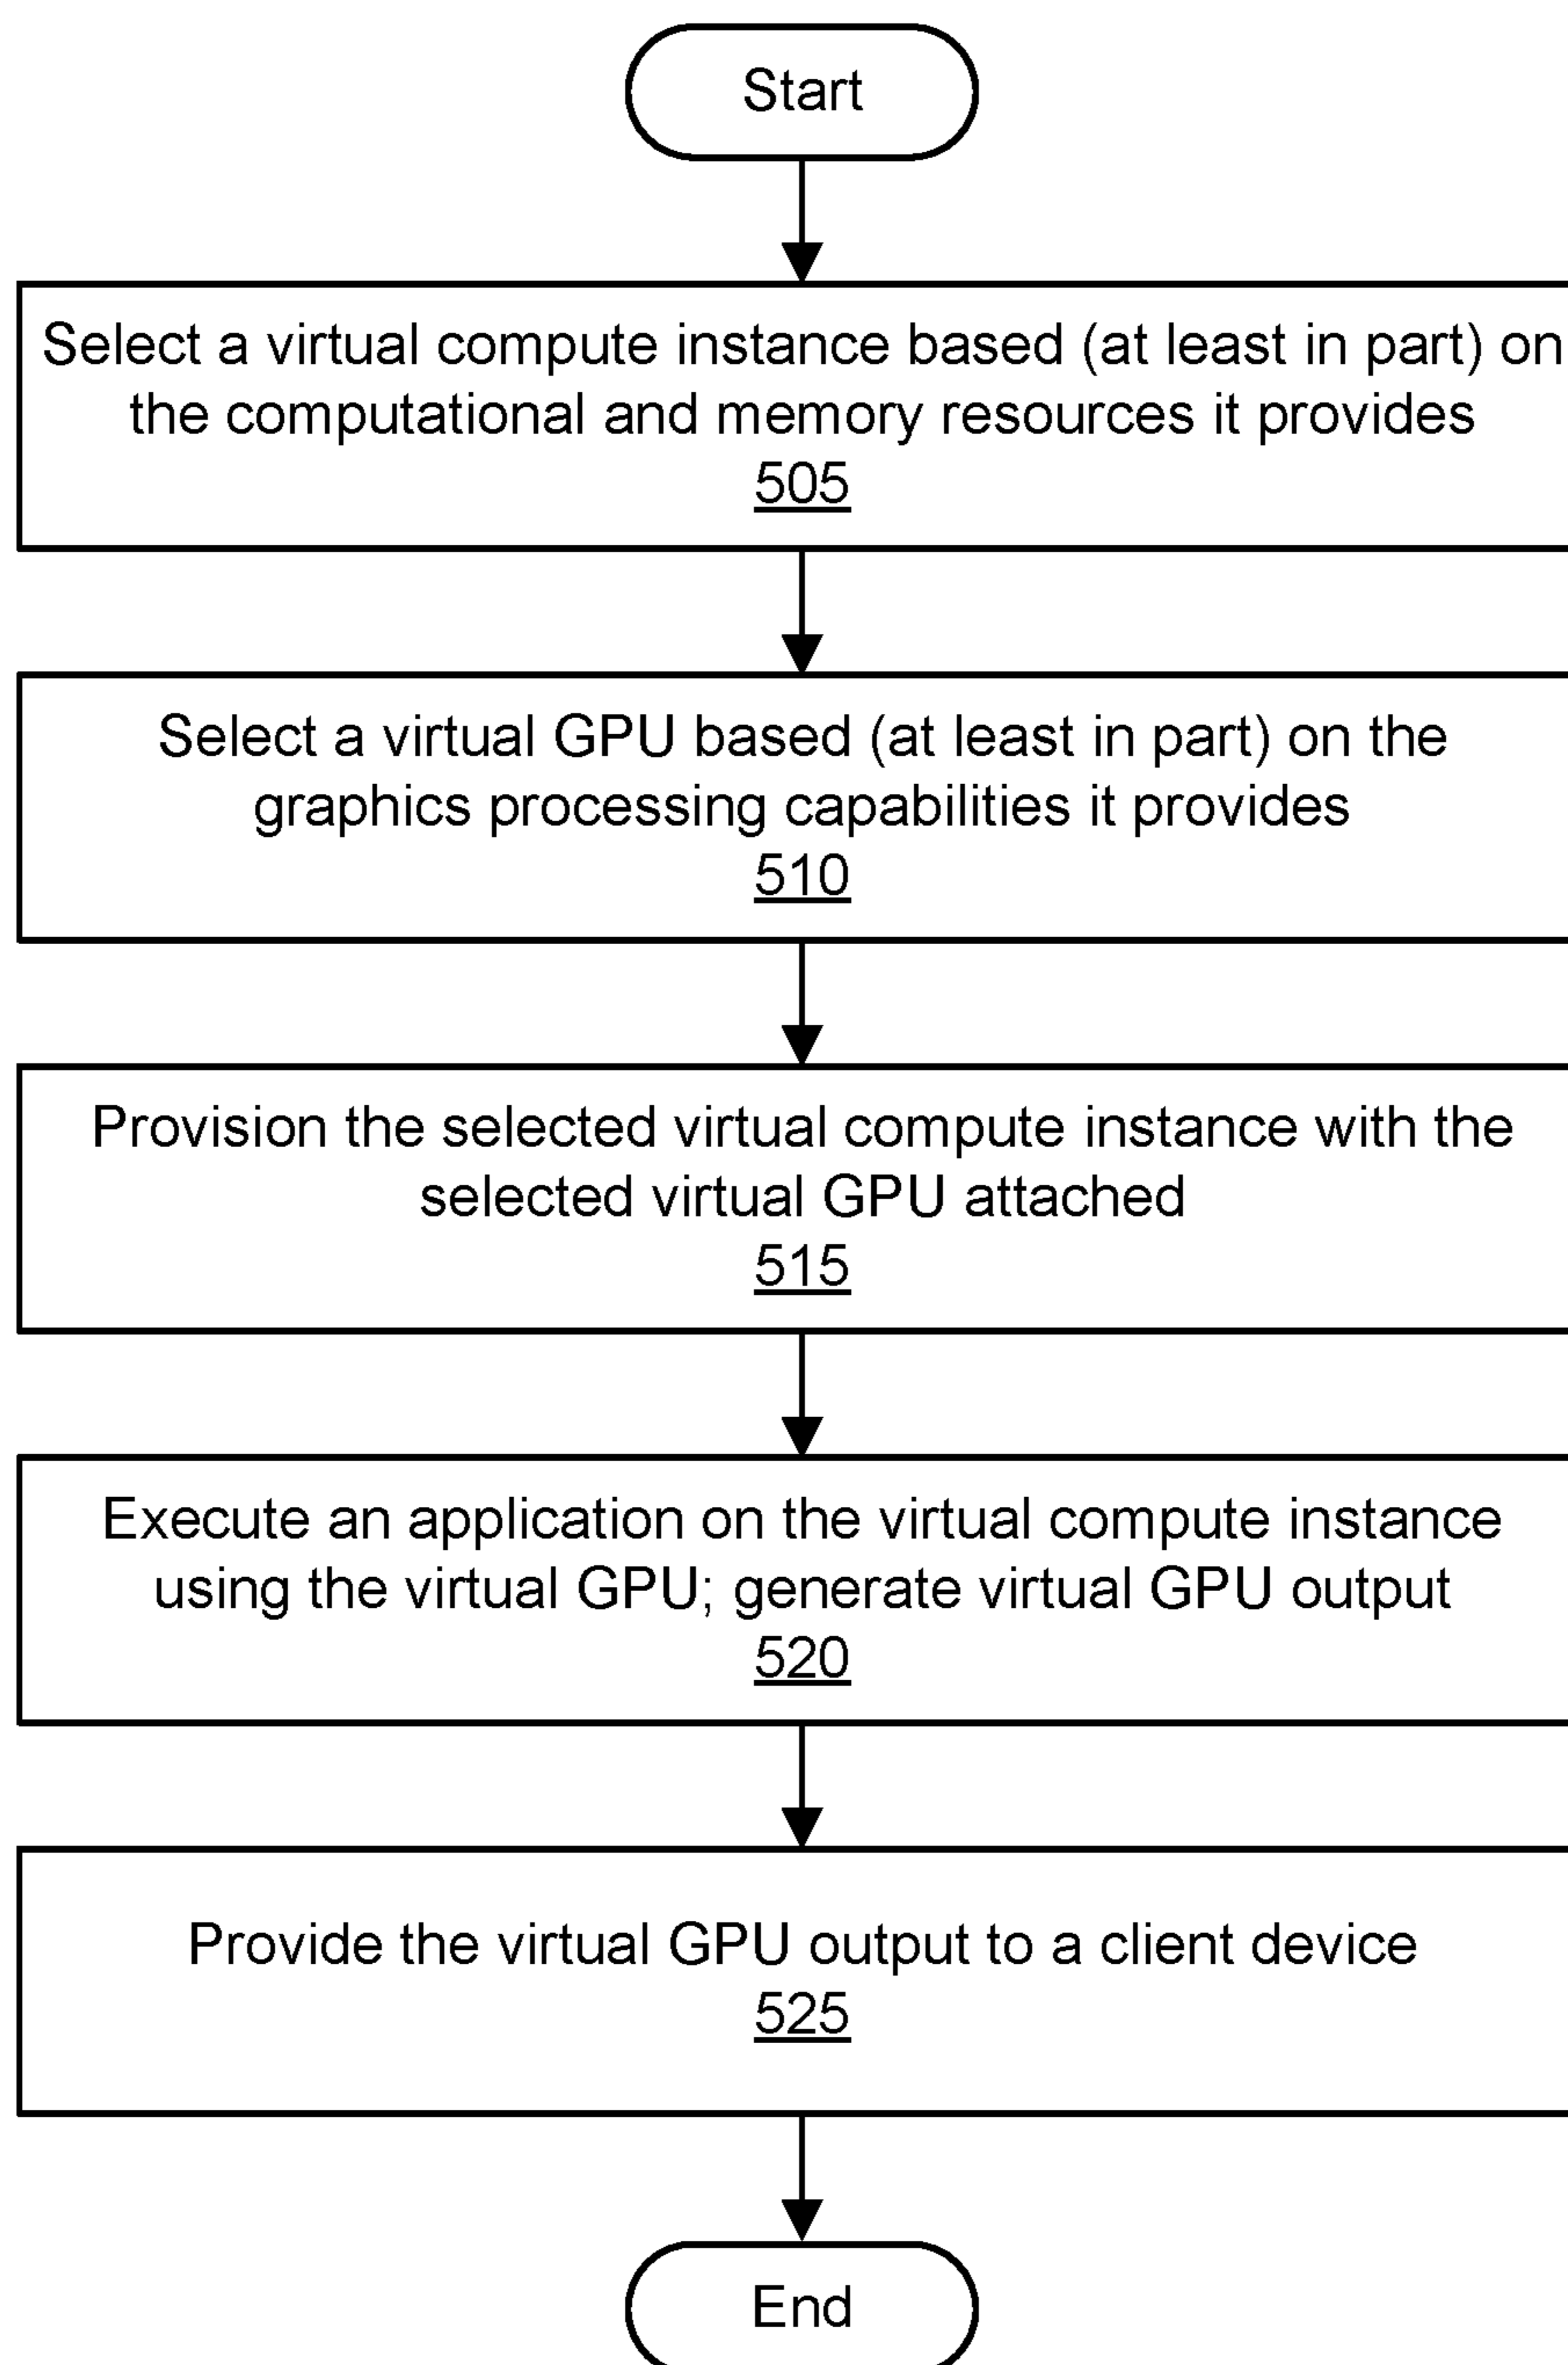 Start
Select a virtual compute instance based (at least in part) on
the computational and memory resources it provides
505
Select a virtual GPU based (at least in part) on the
graphics processing capabilities it provides
510
Provision the selected virtual compute instance with the
selected virtual GPU attached
515
Execute an application on the virtual compute instance
using the virtual GPU; generate virtual GPU output
520
Provide the virtual GPU output to a client device
525
End